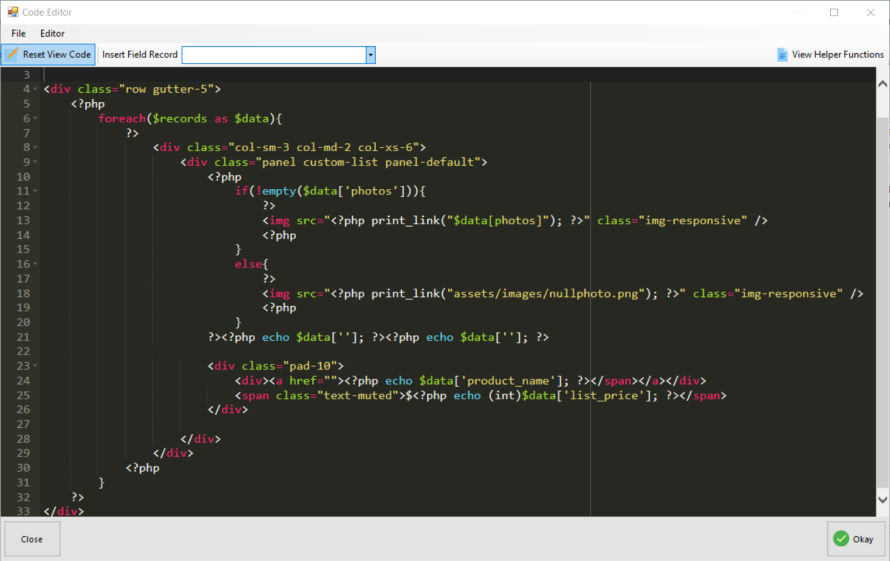 Code Editor
File Editor
Reset View Code Insert Field Record View Helper Functions
3
4 <div class="row gutter-5">
5 <?php
6 foreach($records as $data){
7 ?>
8 <div class="col-sm-3 col-md-2 col-xs-6">
9 <div class="panel custom-list panel-default">
10 <?php
11 if(!empty($data['photos'])){
12 ?>
13 <img src="<?php print_link("$data[photos]"); ?>" class="img-responsive" />
14 <?php
15 }
16 else{
17 ?>
18 <img src="<?php print_link("assets/images/nullphoto.png"); ?>" class="img-responsive" />
19 <?php
20 }
21 ?><?php echo $data['']; ?><?php echo $data['']; ?>
22
23 <div class="pad-10">
24 <div><a href=""><?php echo $data['product_name']; ?></span></a></div>
25 <span class="text-muted">$<?php echo (int)$data['list_price']; ?></span>
26 </div>
27
28 </div>
29 </div>
30 <?php
31 }
32 ?>
33 </div>
Close Okay